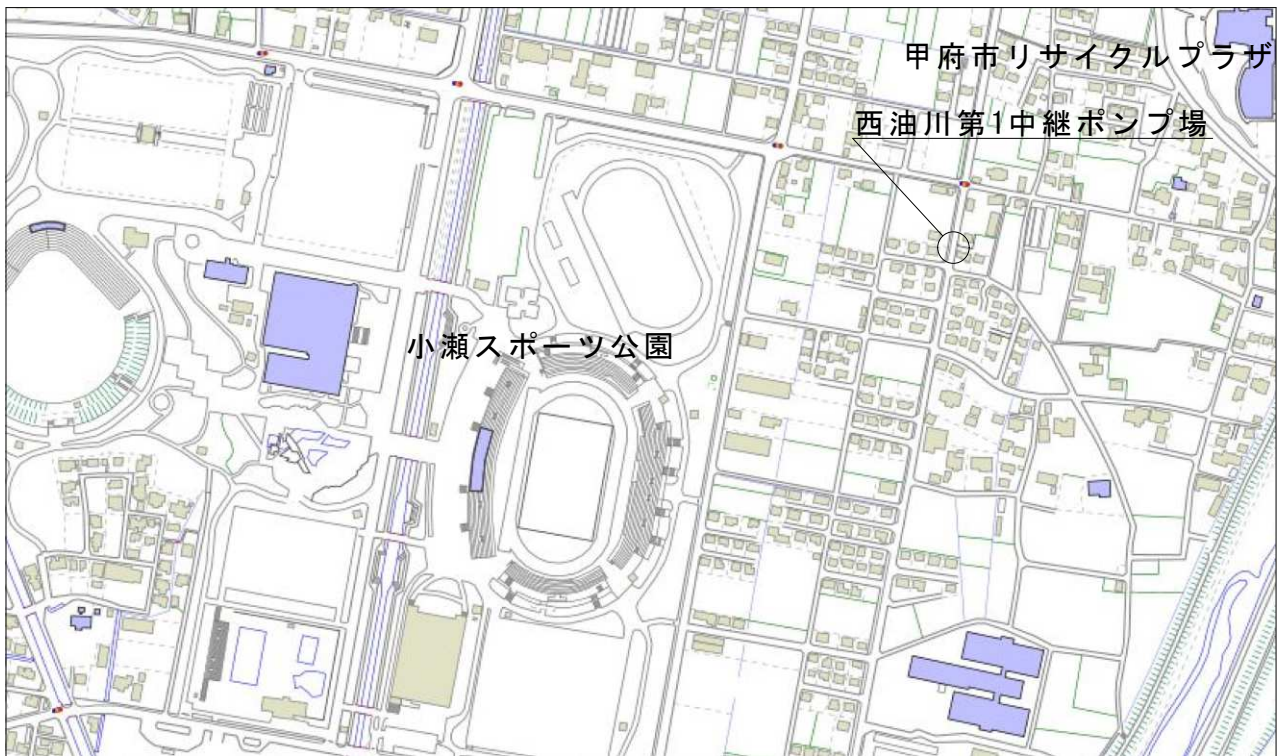 甲府市リサイクルプラザ
西油川第1中継ポンプ場
小瀬スポーツ公園